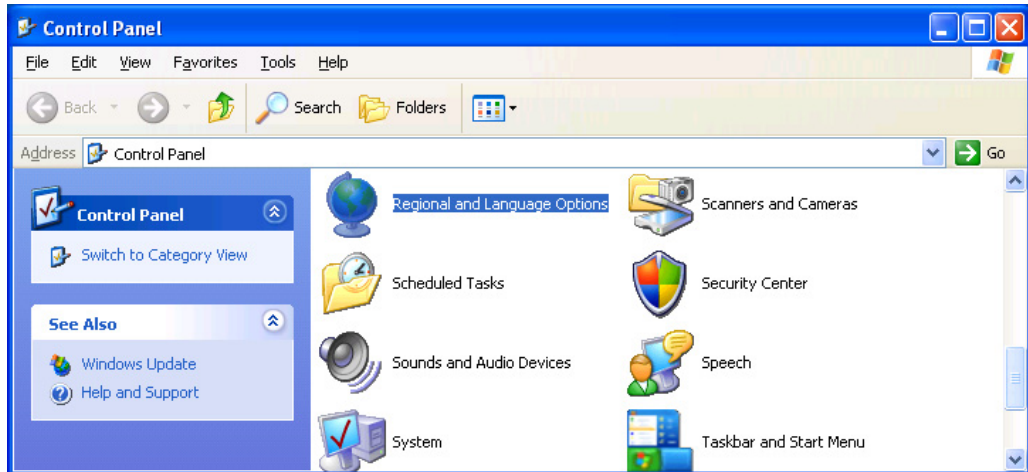 Control Panel
File Edit View Favorites Tools Help
Back Search Folders
Address Control Panel Go
Control Panel
Switch to Category View
See Also
Windows Update
Help and Support
Regional and Language Options Scanners and Cameras
Scheduled Tasks Security Center
Sounds and Audio Devices Speech
System Taskbar and Start Menu